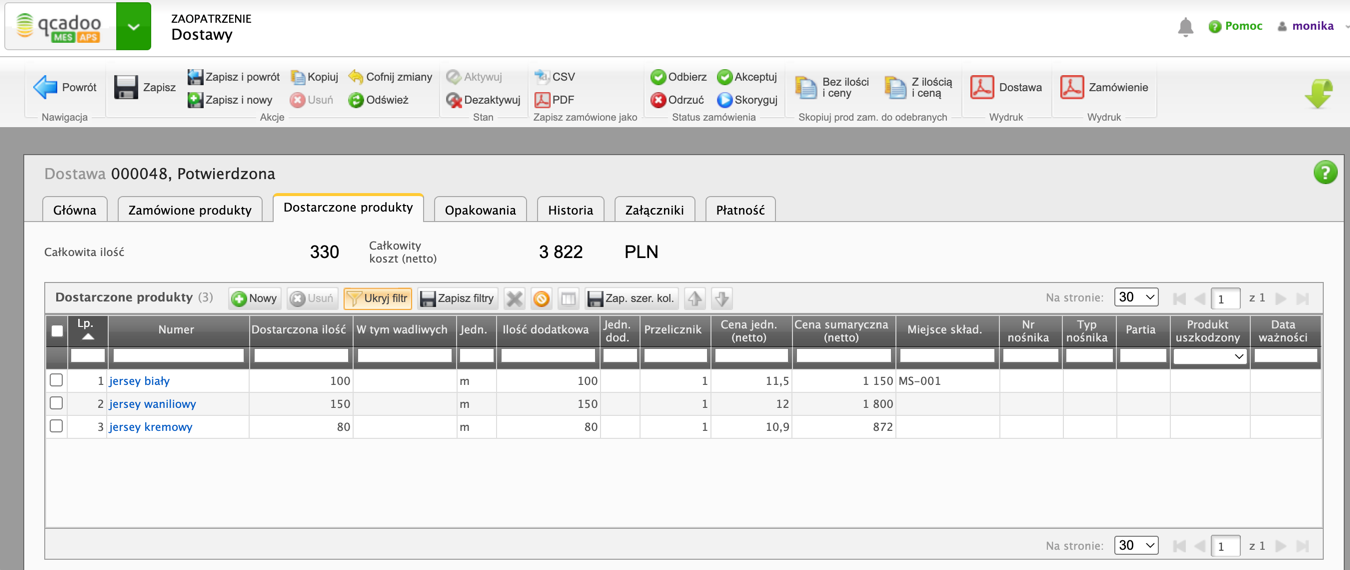 qcadoo
MES APS
ZAOPATRZENIE
Dostawy
Pomoc
monika
Powrót
Nawigacja
Zapisz
Zapisz i powrót
Kopiuj
Cofnij zmiany
Zapisz i nowy
Usuń
Odśwież
Akcje
Aktywuj
Dezaktywuj
Stan
CSV
PDF
Zapisz zamówione jako
Odbierz
Akceptuj
Odrzuć
Skoryguj
Status zamówienia
Bez ilości
i ceny
Z ilością
i ceną
Skopiuj prod zam. do odebranych
Dostawa
Wydruk
Zamówienie
Wydruk
Dostawa 000048, Potwierdzona
?
Główna
Zamówione produkty
Dostarczone produkty
Opakowania
Historia
Załączniki
Płatność
Całkowita ilość 330
Całkowity
koszt (netto)
3 822 PLN
Dostarczone produkty (3)
Nowy
Usuń
Ukryj filtr
Zapisz filtry
Zap. szer. kol.
Na stronie: 30
1 z 1
Lp.
Numer
Dostarczona ilość
W tym wadliwych
Jedn.
Ilość dodatkowa
Jedn.
dod.
Przelicznik
Cena jedn.
(netto)
Cena sumaryczna
(netto)
Miejsce skład.
Nr
nośnika
Typ
nośnika
Partia
Produkt
uszkodzony
Data
ważności
1 jersey biały 100 m 100 1 11,5 1 150 MS-001
2 jersey waniliowy 150 m 150 1 12 1 800
3 jersey kremowy 80 m 80 1 10,9 872
Na stronie: 30
1 z 1